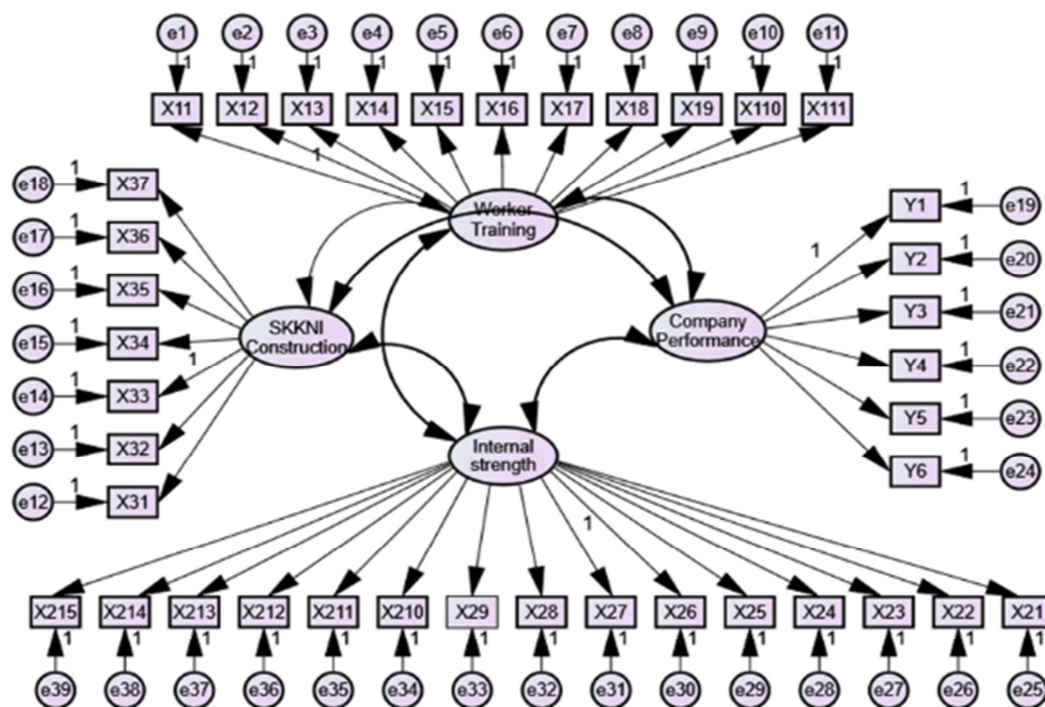 e1 e2 e3 e4 e5 e6 e7 e8 e9 e10 e11
1 1 1 1 1 1 1 1 1 1 1
X11 X12 X13 X14 X15 X16 X17 X18 X19 X110 X111
1
Worker
Training
e18 1 X37
e17 1 X36
e16 1 X35
e15 1 X34
e14 1 X33
e13 1 X32
e12 1 X31
1
SKKNI
Construction
Company
Performance
1
Y1 1 e19
Y2 1 e20
Y3 1 e21
Y4 1 e22
Y5 1 e23
Y6 1 e24
Internal
strength
1
X215 X214 X213 X212 X211 X210 X29 X28 X27 X26 X25 X24 X23 X22 X21
1 1 1 1 1 1 1 1 1 1 1 1 1 1 1
e39 e38 e37 e36 e35 e34 e33 e32 e31 e30 e29 e28 e27 e26 e25